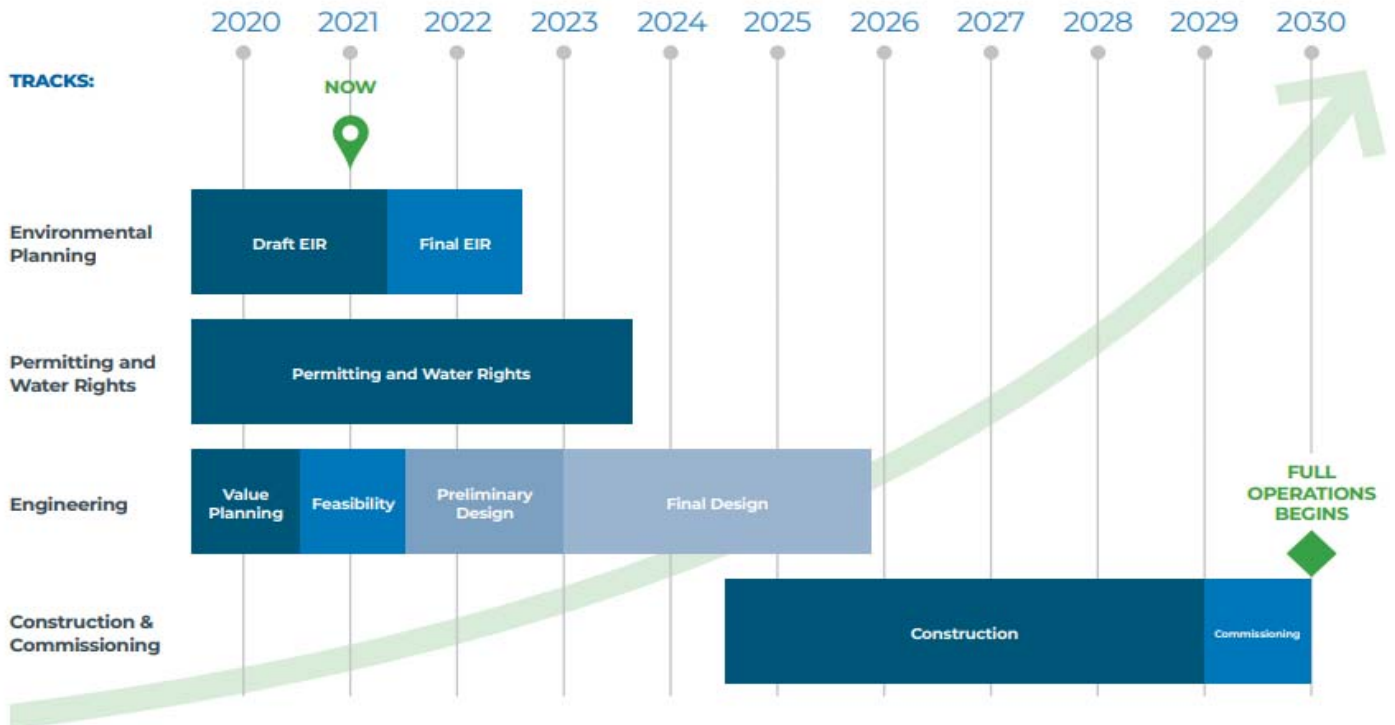 2020 2021 2022 2023 2024 2025 2026 2027 2028 2029 2030
TRACKS:
NOW
Environmental
Planning
Draft EIR
Final EIR
Permitting and
Water Rights
Permitting and Water Rights
Engineering
Value
Planning
Feasibility
Preliminary
Design
Final Design
FULL
OPERATIONS
BEGINS
Construction &
Commissioning
Construction
Commissioning